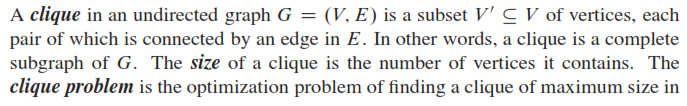 A clique in an undirected graph G = (V, E) is a subset V′ ⊆ V of vertices, each
pair of which is connected by an edge in E. In other words, a clique is a complete
subgraph of G. The size of a clique is the number of vertices it contains. The
clique problem is the optimization problem of finding a clique of maximum size in